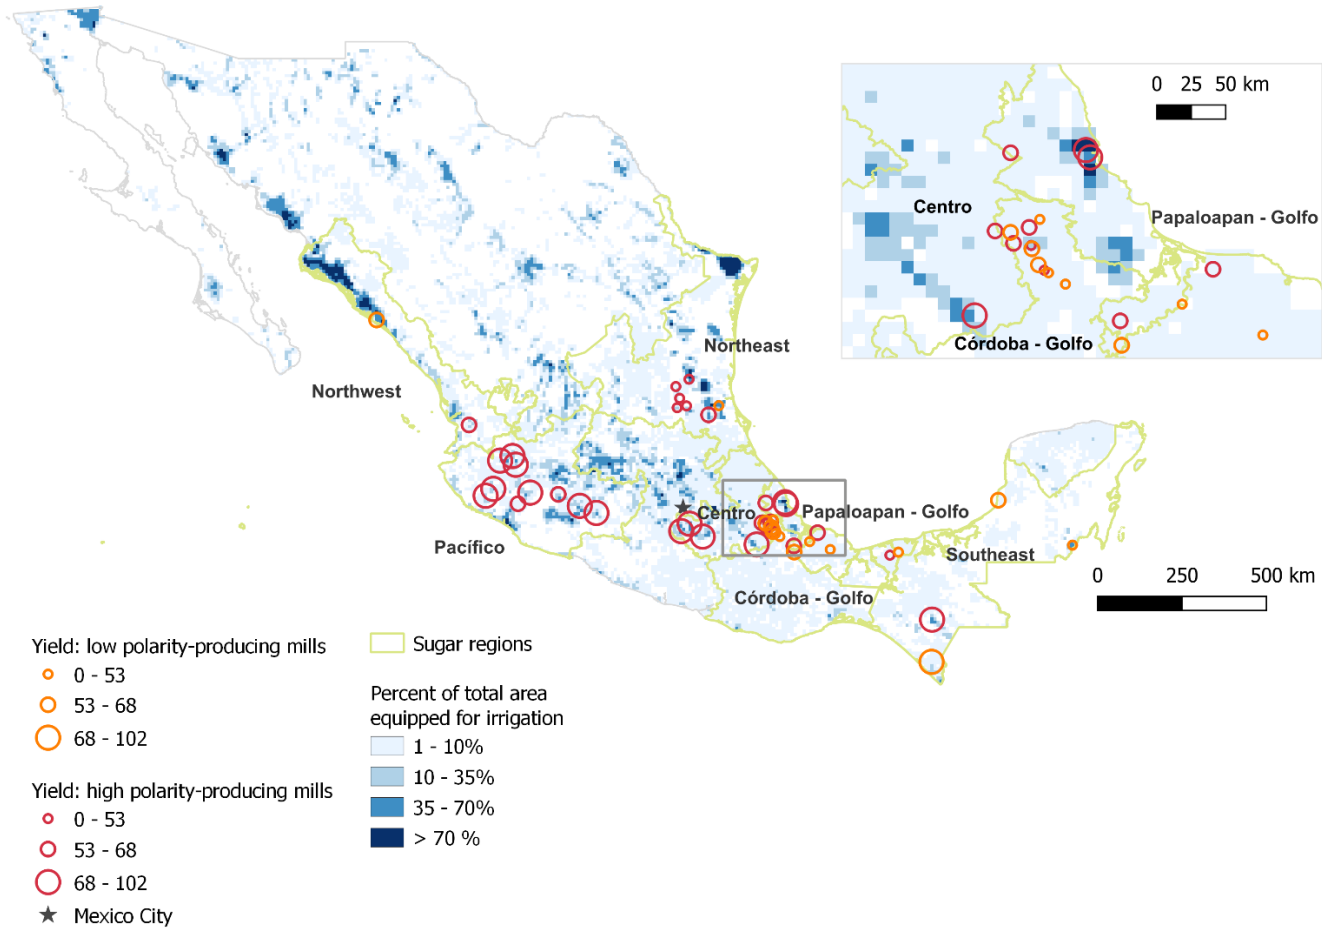 0 25 50 km
Centro
Papaloapan - Golfo
Córdoba - Golfo
Northeast
Northwest
Centro
Papaloapan - Golfo
Pacífico
Southeast
Córdoba - Golfo
0 250 500 km
Yield: low polarity-producing mills
0 - 53
53 - 68
68 - 102
Yield: high polarity-producing mills
0 - 53
53 - 68
68 - 102
Mexico City
Sugar regions
Percent of total area
equipped for irrigation
1 - 10%
10 - 35%
35 - 70%
> 70 %